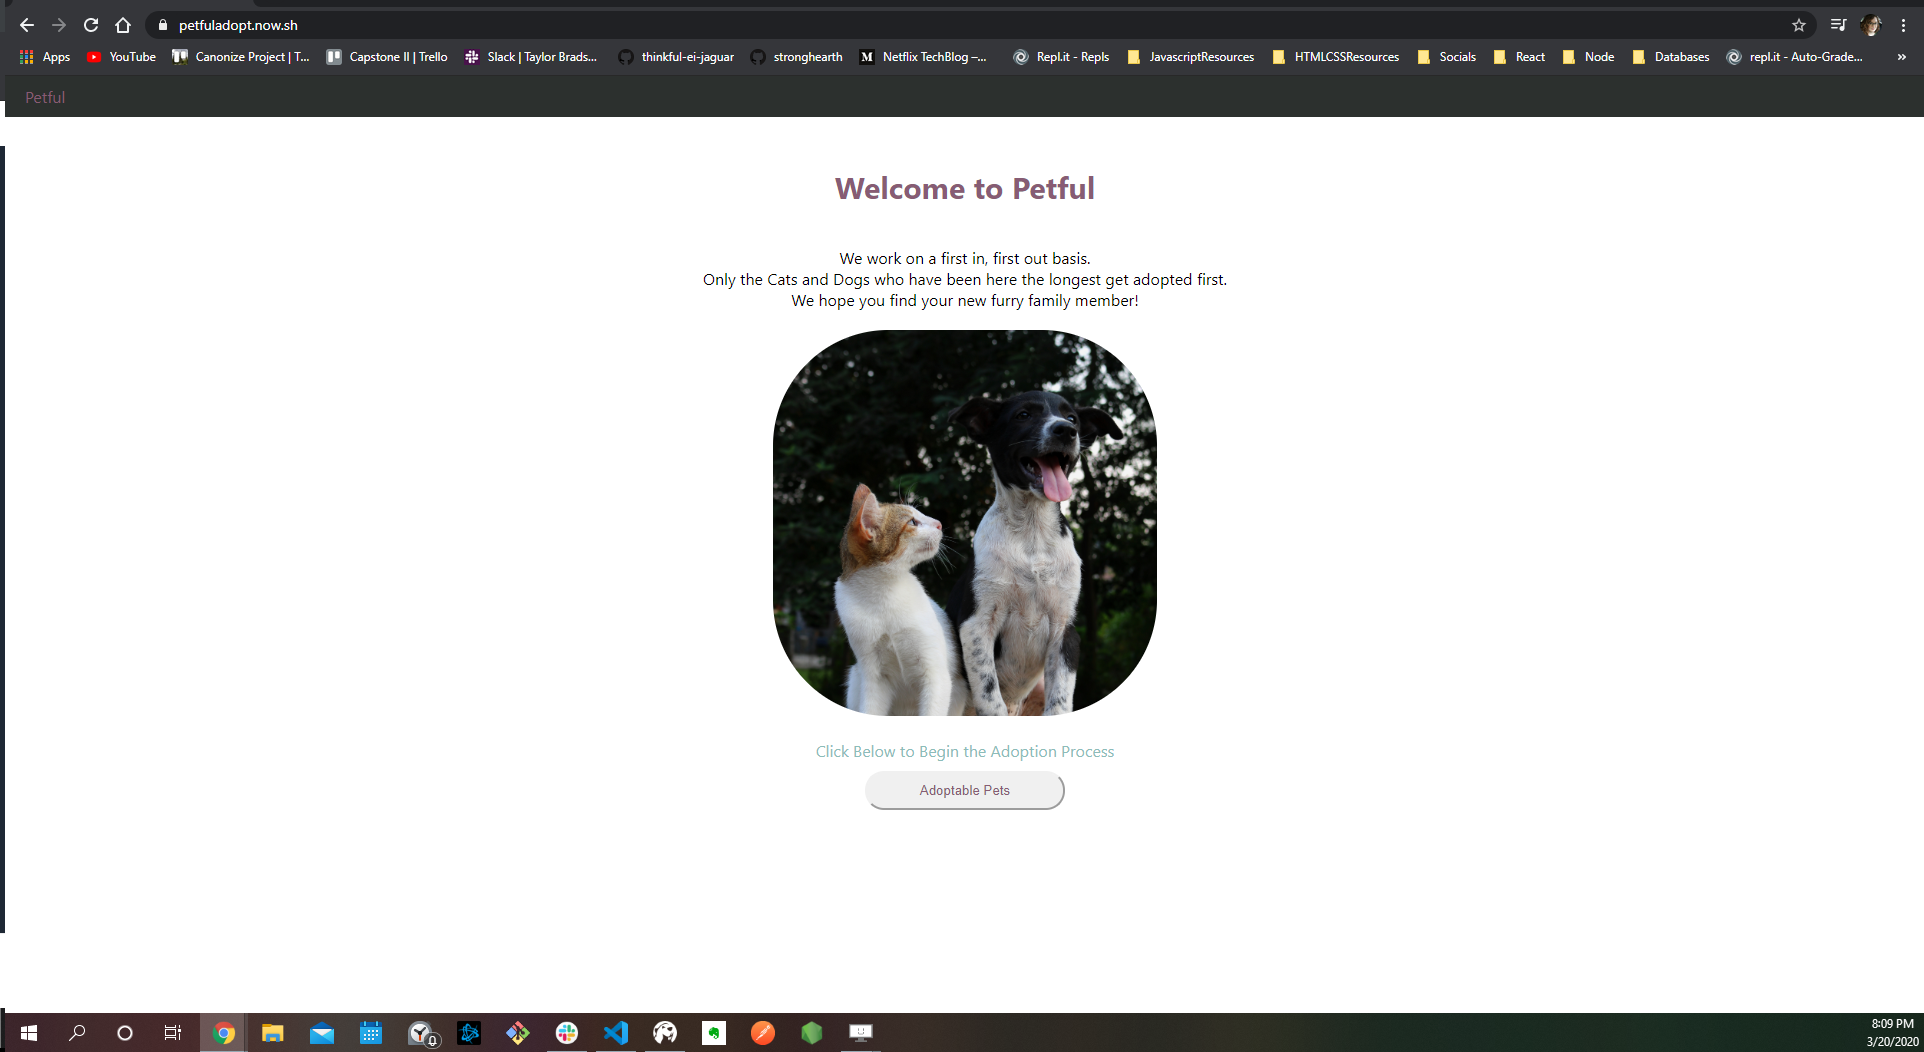 petfuladopt.now.sh
Apps
YouTube
Canonize Project | T...
Capstone II | Trello
Slack | Taylor Brads...
thinkful-ei-jaguar
stronghearth
Netflix TechBlog –...
Repl.it - Repls
JavascriptResources
HTMLCSSResources
Socials
React
Node
Databases
repl.it - Auto-Grade...
»
Petful
Welcome to Petful
We work on a first in, first out basis.
Only the Cats and Dogs who have been here the longest get adopted first.
We hope you find your new furry family member!
Click Below to Begin the Adoption Process
Adoptable Pets
8:09 PM
3/20/2020